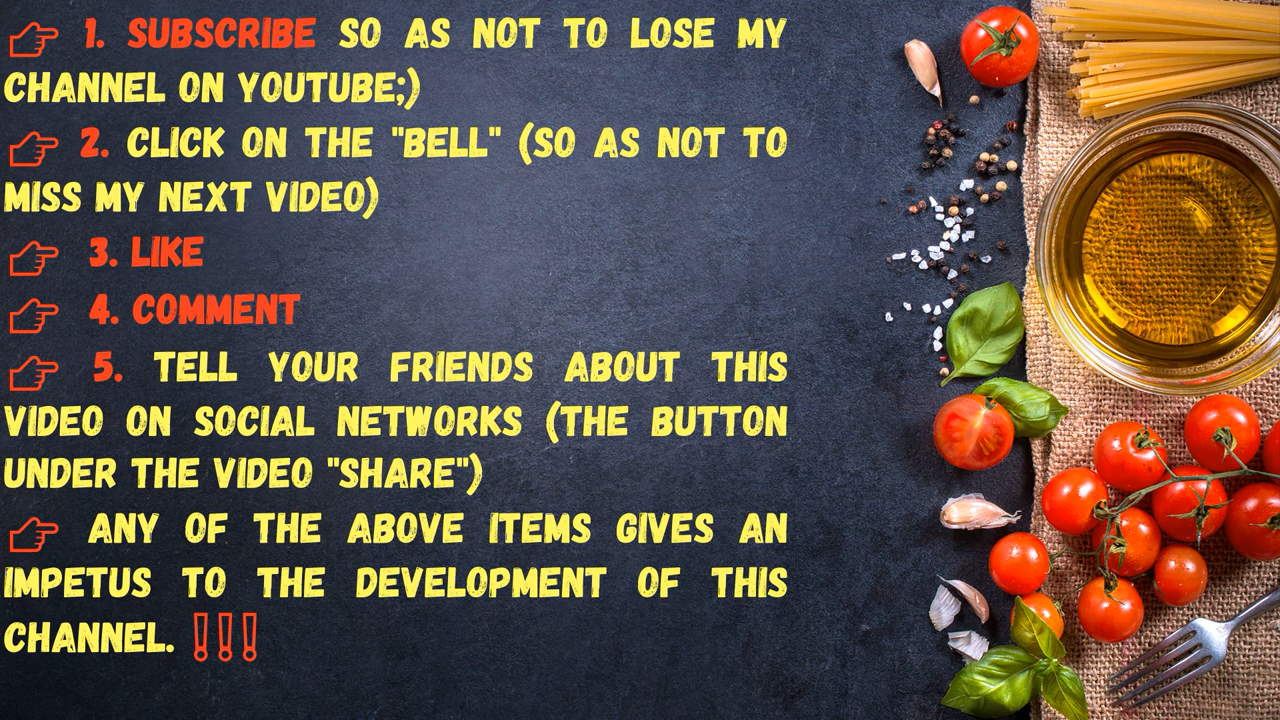 👉 1. SUBSCRIBE SO AS NOT TO LOSE MY
CHANNEL ON YOUTUBE;)
👉 2. CLICK ON THE "BELL" (SO AS NOT TO
MISS MY NEXT VIDEO)
👉 3. LIKE
👉 4. COMMENT
👉 5. TELL YOUR FRIENDS ABOUT THIS
VIDEO ON SOCIAL NETWORKS (THE BUTTON
UNDER THE VIDEO "SHARE")
👉 ANY OF THE ABOVE ITEMS GIVES AN
IMPETUS TO THE DEVELOPMENT OF THIS
CHANNEL. !!!